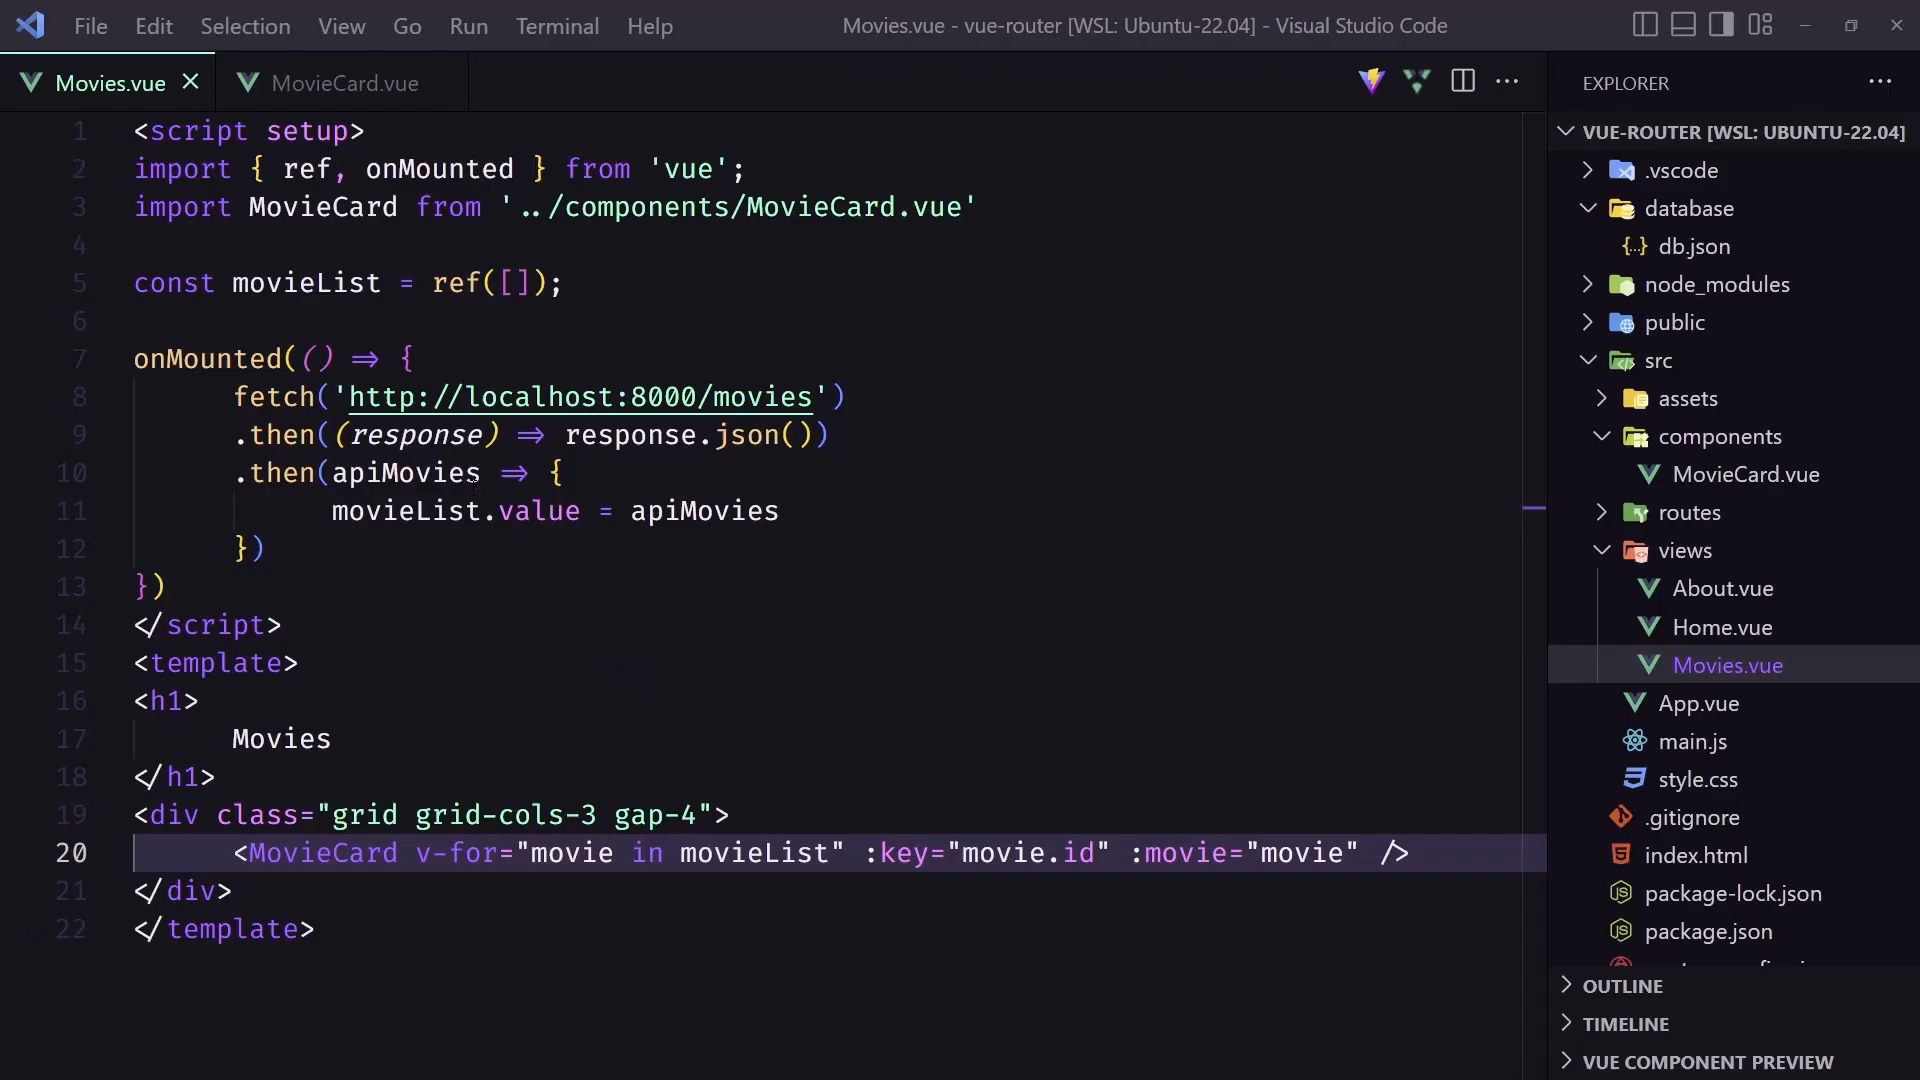 File Edit Selection View Go Run Terminal Help
Movies.vue - vue-router [WSL: Ubuntu-22.04] - Visual Studio Code
Movies.vue
MovieCard.vue
1 <script setup>
2 import { ref, onMounted } from 'vue';
3 import MovieCard from '../components/MovieCard.vue'
4
5 const movieList = ref([]);
6
7 onMounted(() => {
8 fetch('http://localhost:8000/movies')
9 .then((response) => response.json())
10 .then(apiMovies => {
11 movieList.value = apiMovies
12 })
13 })
14 </script>
15 <template>
16 <h1>
17 Movies
18 </h1>
19 <div class="grid grid-cols-3 gap-4">
20 <MovieCard v-for="movie in movieList" :key="movie.id" :movie="movie" />
21 </div>
22 </template>
EXPLORER
VUE-ROUTER [WSL: UBUNTU-22.04]
.vscode
database
db.json
node_modules
public
src
assets
components
MovieCard.vue
routes
views
About.vue
Home.vue
Movies.vue
App.vue
main.js
style.css
.gitignore
index.html
package-lock.json
package.json
OUTLINE
TIMELINE
VUE COMPONENT PREVIEW